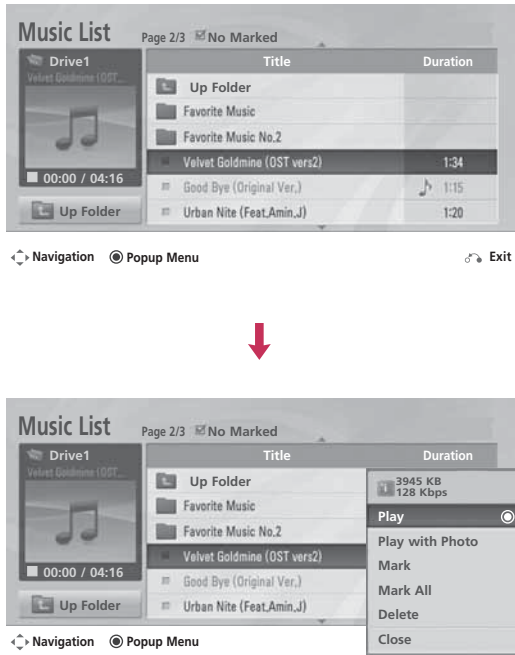 Music List Page 2/3 No Marked
Drive1 Title Duration
Velvet Goldmine (OST...
Up Folder
Favorite Music
Favorite Music No.2
Velvet Goldmine (OST vers2) 1:34
00:00 / 04:16
Good Bye (Original Ver,) 1:15
Up Folder
Urban Nite (Feat,Amin,J) 1:20
Navigation Popup Menu Exit
Music List Page 2/3 No Marked
Drive1 Title Duration
Velvet Goldmine (OST...
Up Folder
3945 KB
128 Kbps
Favorite Music
Play
Favorite Music No.2
Play with Photo
Velvet Goldmine (OST vers2)
Mark
00:00 / 04:16
Good Bye (Original Ver,)
Mark All
Up Folder
Urban Nite (Feat,Amin,J)
Delete
Navigation Popup Menu
Close